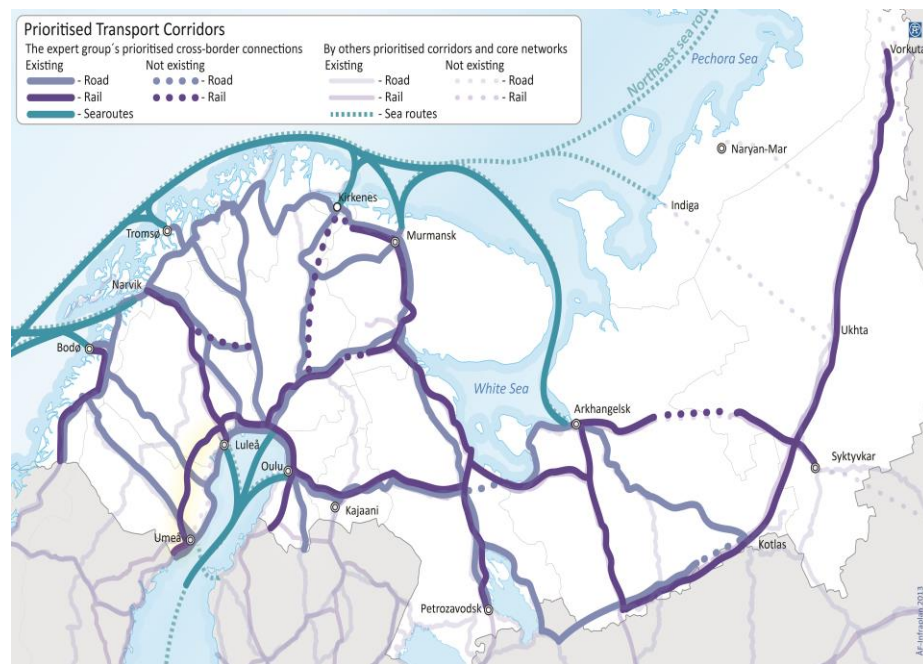 Prioritised Transport Corridors
The expert group´s prioritised cross-border connections
Existing
Not existing
- Road
- Road
- Rail
- Rail
- Searoutes
By others prioritised corridors and core networks
Existing
Not existing
- Road
- Road
- Rail
- Rail
- Sea routes
Northeast sea rout
Pechora Sea
Vorkuta
Naryan-Mar
Indiga
Kirkenes
Tromsø
Murmansk
Narvik
Ukhta
Bodø
White Sea
Arkhangelsk
Luleå
Oulu
Syktyvkar
Kajaani
Umeå
Kotlas
Petrozavodsk